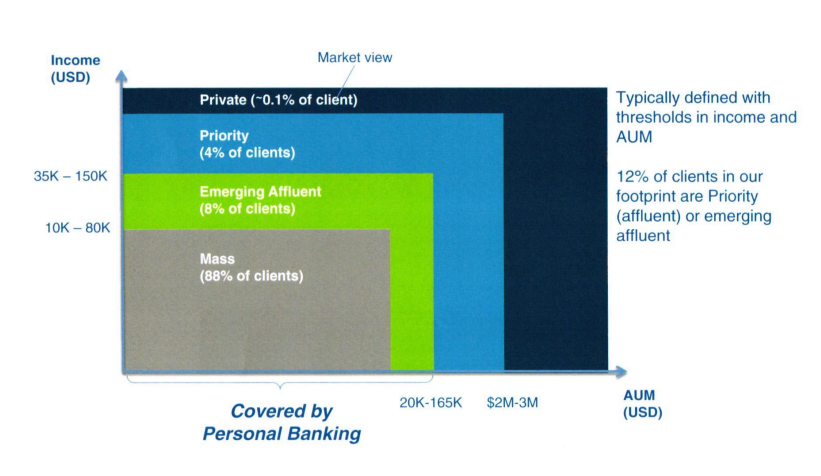 Income
(USD)
Market view
Private (~0.1% of client)
Typically defined with
thresholds in income and
AUM
Priority
(4% of clients)
12% of clients in our
footprint are Priority
(affluent) or emerging
affluent
35K – 150K
Emerging Affluent
(8% of clients)
10K – 80K
Mass
(88% of clients)
20K-165K
$2M-3M
AUM
(USD)
Covered by
Personal Banking